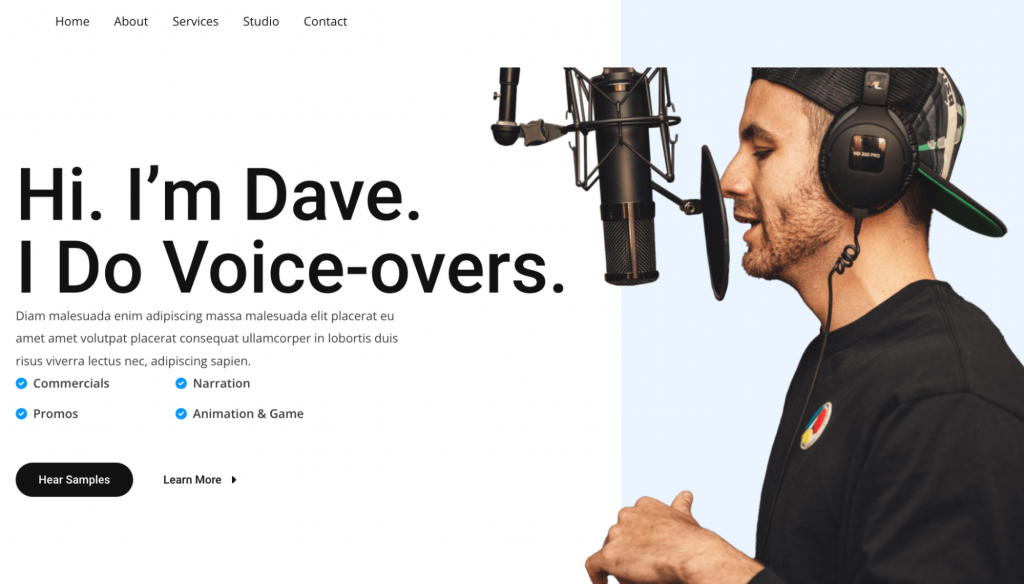 Home About Services Studio Contact
Hi. I’m Dave.
I Do Voice-overs.
Diam malesuada enim adipiscing massa malesuada elit placerat eu
amet amet volutpat placerat consequat ullamcorper in lobortis duis
risus viverra lectus nec, adipiscing sapien.
Commercials Narration
Promos Animation & Game
Hear Samples Learn More